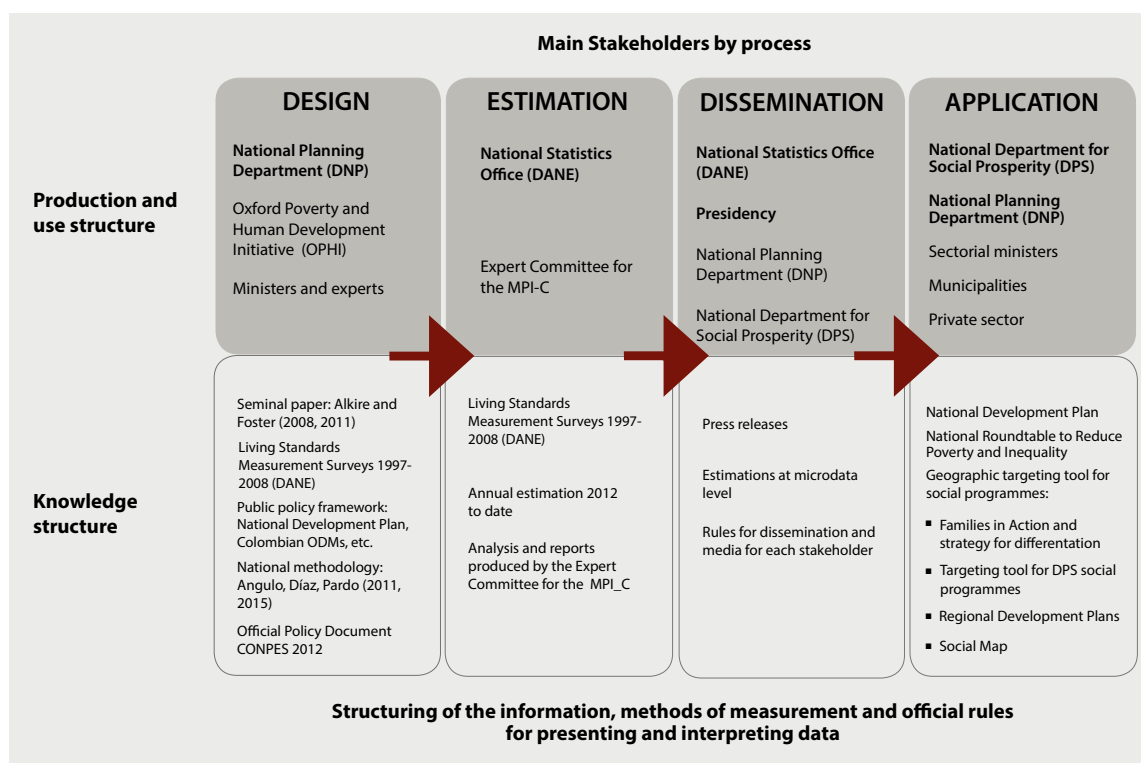 Main Stakeholders by process
Production and
use structure
DESIGN
National Planning
Department (DNP)
Oxford Poverty and
Human Development
Initiative (OPHI)
Ministers and experts
ESTIMATION
National Statistics
Office (DANE)
Expert Committee for
the MPI-C
DISSEMINATION
National Statistics Office
(DANE)
Presidency
National Planning
Department (DNP)
National Department for
Social Prosperity (DPS)
APPLICATION
National Department for
Social Prosperity (DPS)
National Planning
Department (DNP)
Sectorial ministers
Municipalities
Private sector
Knowledge
structure
Seminal paper: Alkire and
Foster (2008, 2011)
Living Standards
Measurement Surveys 1997-
2008 (DANE)
Public policy framework:
National Development Plan,
Colombian ODMs, etc.
National methodology:
Angulo, Díaz, Pardo (2011,
2015)
Official Policy Document
CONPES 2012
Living Standards
Measurement Surveys 1997-
2008 (DANE)
Annual estimation 2012
to date
Analysis and reports
produced by the Expert
Committee for the MPI_C
Press releases
Estimations at microdata
level
Rules for dissemination and
media for each stakeholder
National Development Plan
National Roundtable to Reduce
Poverty and Inequality
Geographic targeting tool for
social programmes:
▪ Families in Action and
strategy for differentation
▪ Targeting tool for DPS social
programmes
▪ Regional Development Plans
▪ Social Map
Structuring of the information, methods of measurement and official rules
for presenting and interpreting data